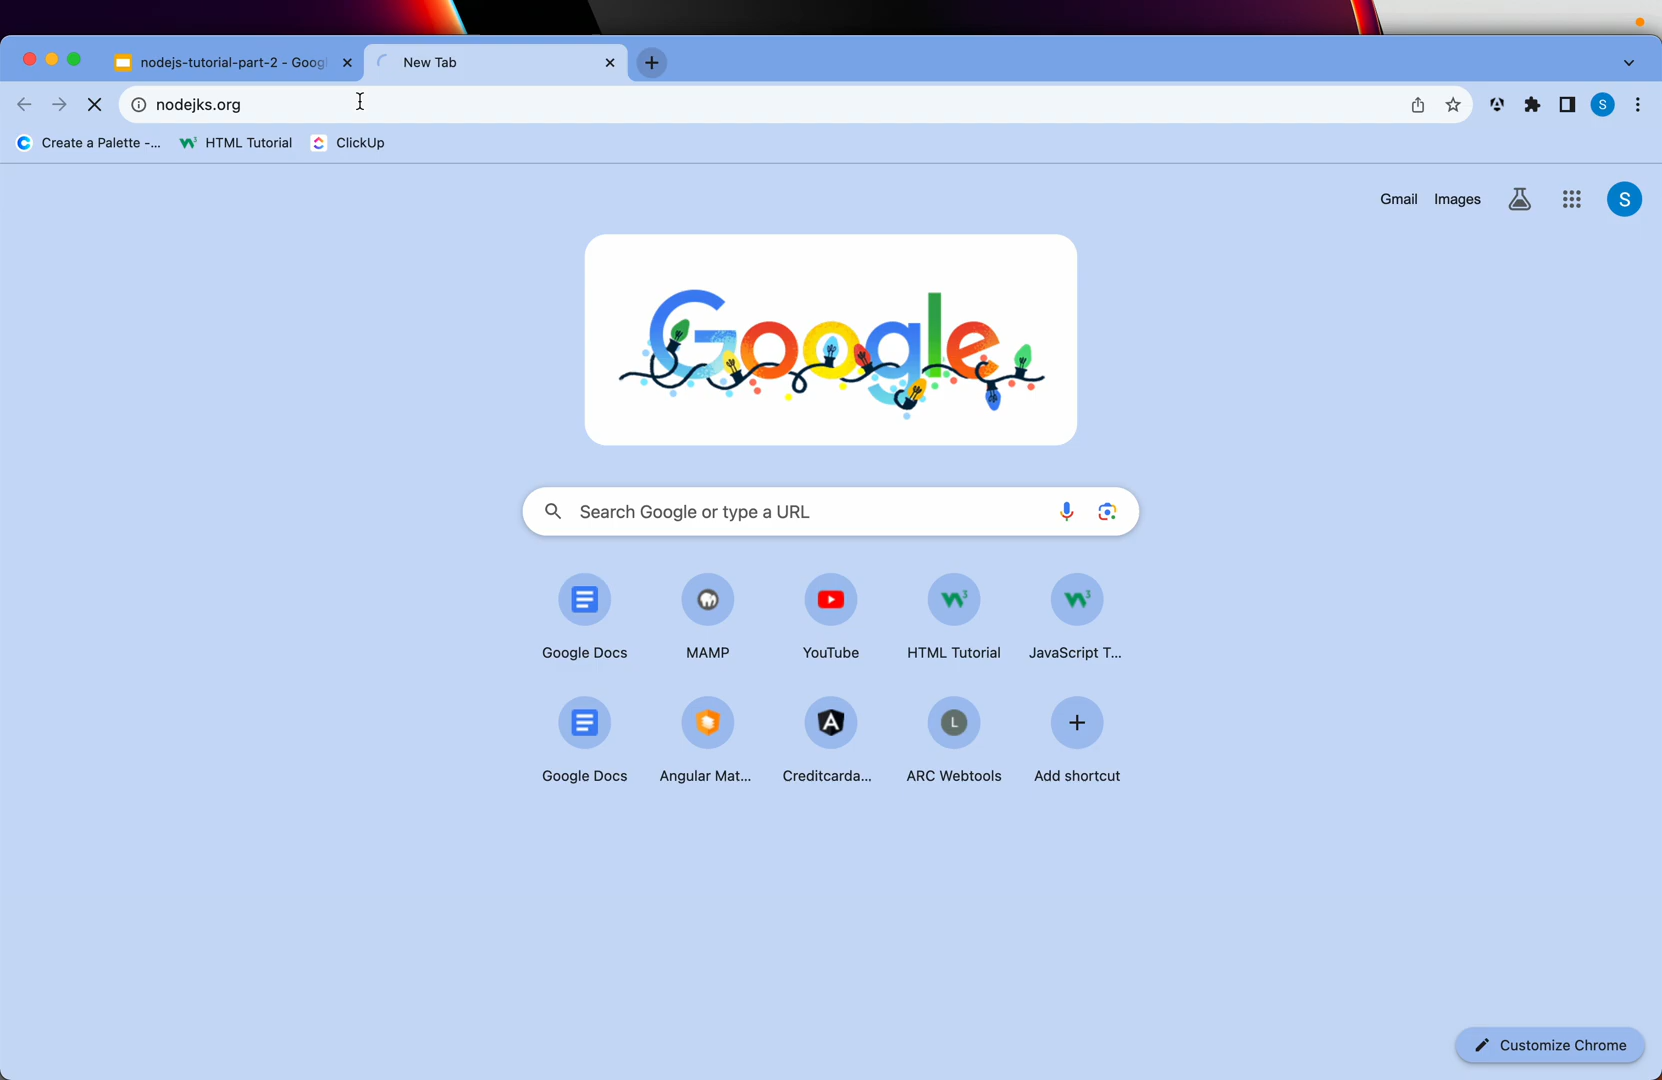 nodejs-tutorial-part-2 - Googl
New Tab
nodejks.org
Create a Palette -...
HTML Tutorial
ClickUp
S
Gmail
Images
S
Google
Search Google or type a URL
Google Docs
MAMP
YouTube
HTML Tutorial
JavaScript T...
L
Google Docs
Angular Mat...
Creditcarda...
ARC Webtools
Add shortcut
Customize Chrome